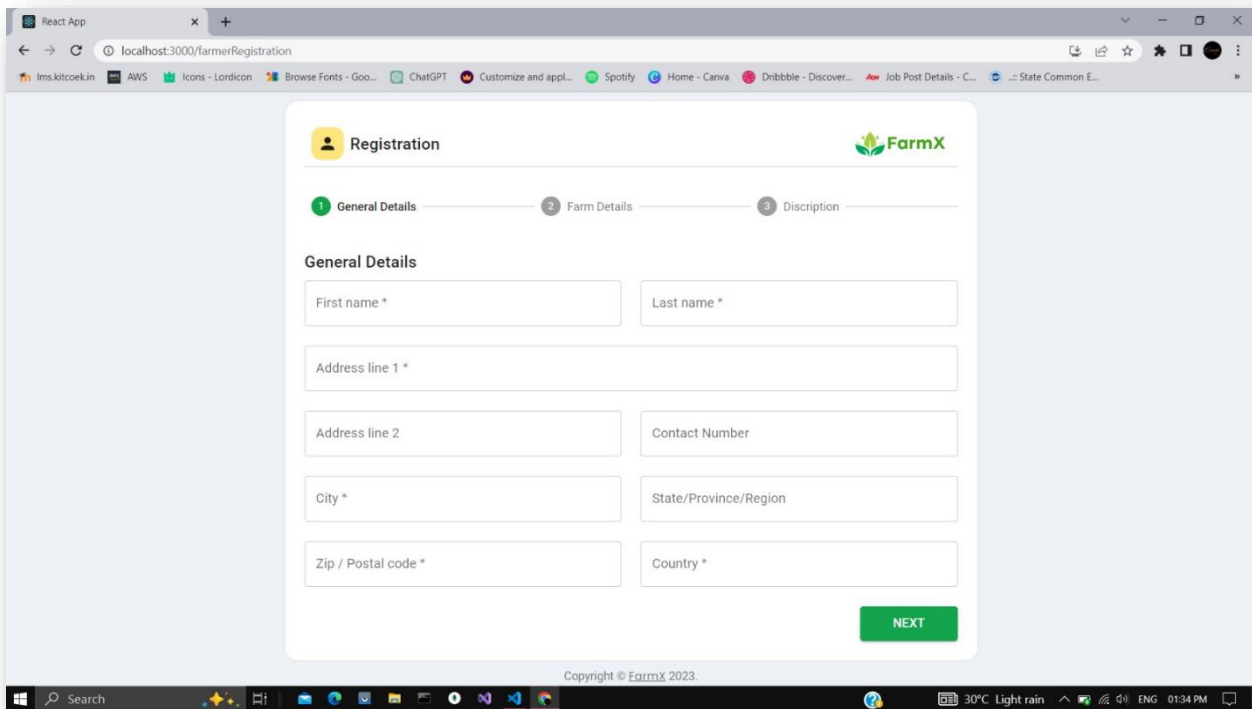 React App
localhost:3000/farmerRegistration
lms.kitcoek.in AWS Icons - Lordicon Browse Fonts - Goo... ChatGPT Customize and appl... Spotify Home - Canva Dribbble - Discover... Job Post Details - C... ..:: State Common E...
Registration FarmX
1 General Details 2 Farm Details 3 Discription
General Details
First name * Last name *
Address line 1 *
Address line 2 Contact Number
City * State/Province/Region
Zip / Postal code * Country *
NEXT
Copyright © FarmX 2023.
Search 30°C Light rain ENG 01:34 PM